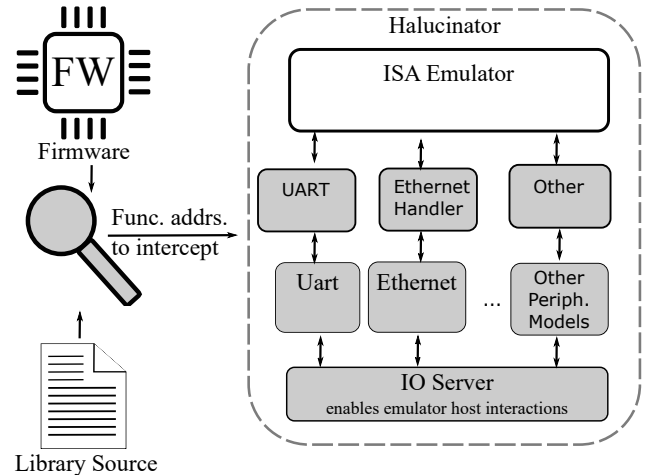 FW
Firmware
Func. addrs.
to intercept
Library Source
Halucinator
ISA Emulator
UART
Ethernet
Handler
Other
Uart
Ethernet
...
Other
Periph.
Models
IO Server
enables emulator host interactions